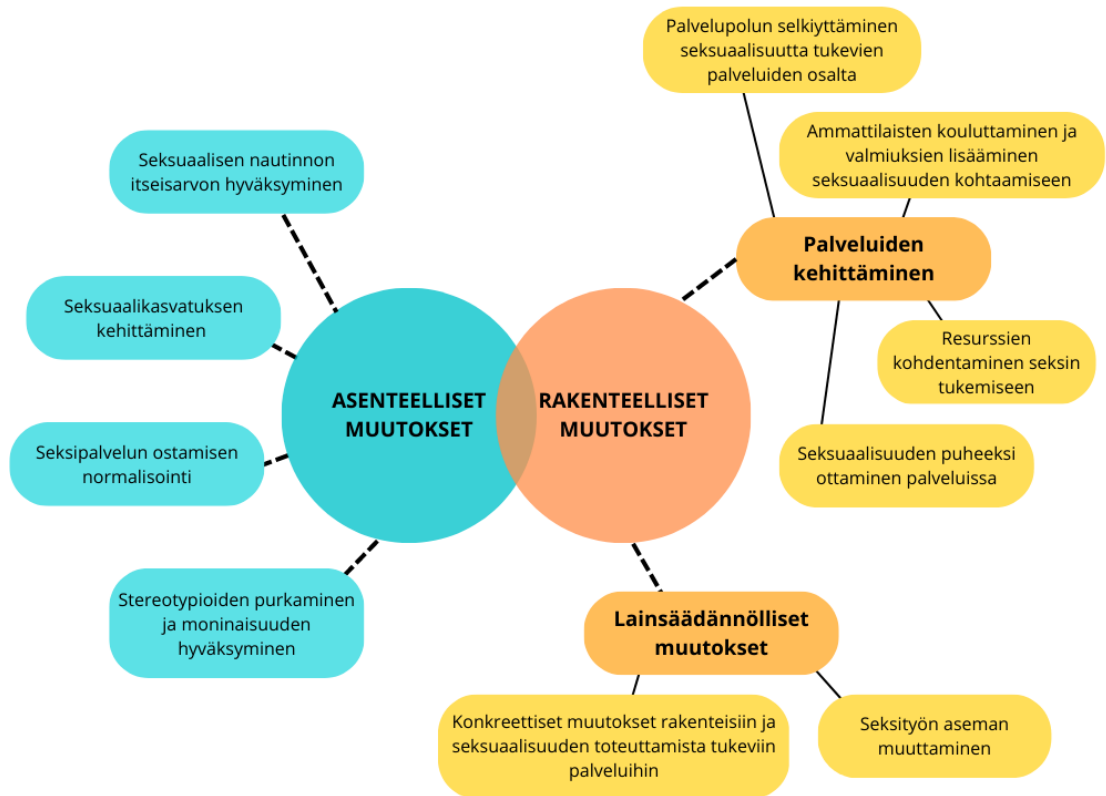 Palvelupolun selkiyttäminen
seksuaalisuutta tukevien
palveluiden osalta
Ammattilaisten kouluttaminen ja
valmiuksien lisääminen
seksuaalisuuden kohtaamiseen
Seksuaalisen nautinnon
itseisarvon hyväksyminen
Palveluiden
kehittäminen
Seksuaalikasvatuksen
kehittäminen
Resurssien
kohdentaminen seksin
tukemiseen
ASENTEELLISET
MUUTOKSET
RAKENTEELLISET
MUUTOKSET
Seksipalvelun ostamisen
normalisointi
Seksuaalisuuden puheeksi
ottaminen palveluissa
Stereotypioiden purkaminen
ja moninaisuuden
hyväksyminen
Lainsäädännölliset
muutokset
Konkreettiset muutokset rakenteisiin ja
seksuaalisuuden toteuttamista tukeviin
palveluihin
Seksityön aseman
muuttaminen